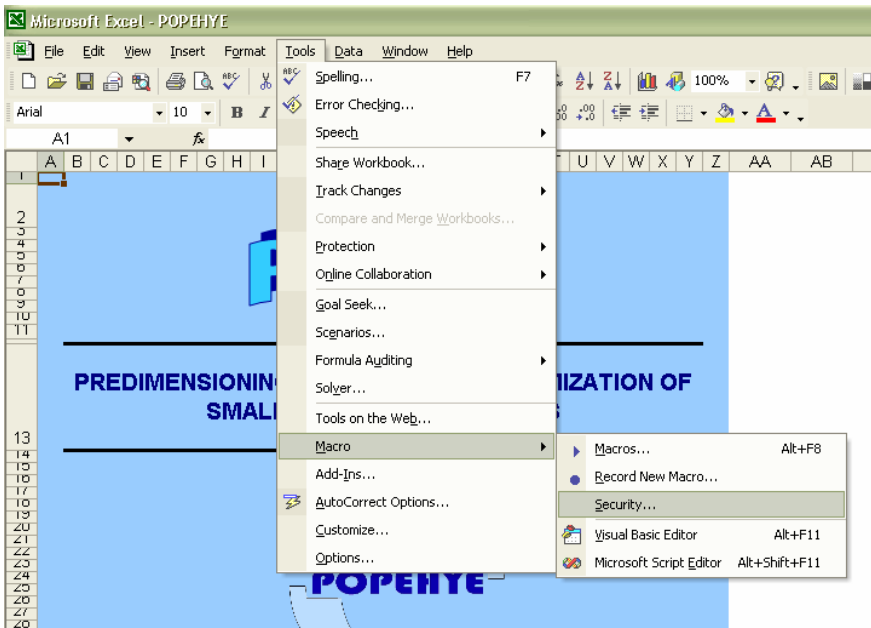 Microsoft Excel - POPEHYE
File Edit View Insert Format Tools Data Window Help
100%
Arial 10 B I
A1 fx
A B C D E F G H I U V W X Y Z AA AB
1
2
3
4
5
6
7
8
9
10
11
13
14
15
16
17
18
19
20
21
22
23
24
25
26
27
28
PREDIMENSIONIN IZATION OF
SMALL
POPEHYE
Spelling... F7
Error Checking...
Speech
Share Workbook...
Track Changes
Compare and Merge Workbooks...
Protection
Online Collaboration
Goal Seek...
Scenarios...
Formula Auditing
Solver...
Tools on the Web...
Macro
Add-Ins...
AutoCorrect Options...
Customize...
Options...
Macros... Alt+F8
Record New Macro...
Security...
Visual Basic Editor Alt+F11
Microsoft Script Editor Alt+Shift+F11